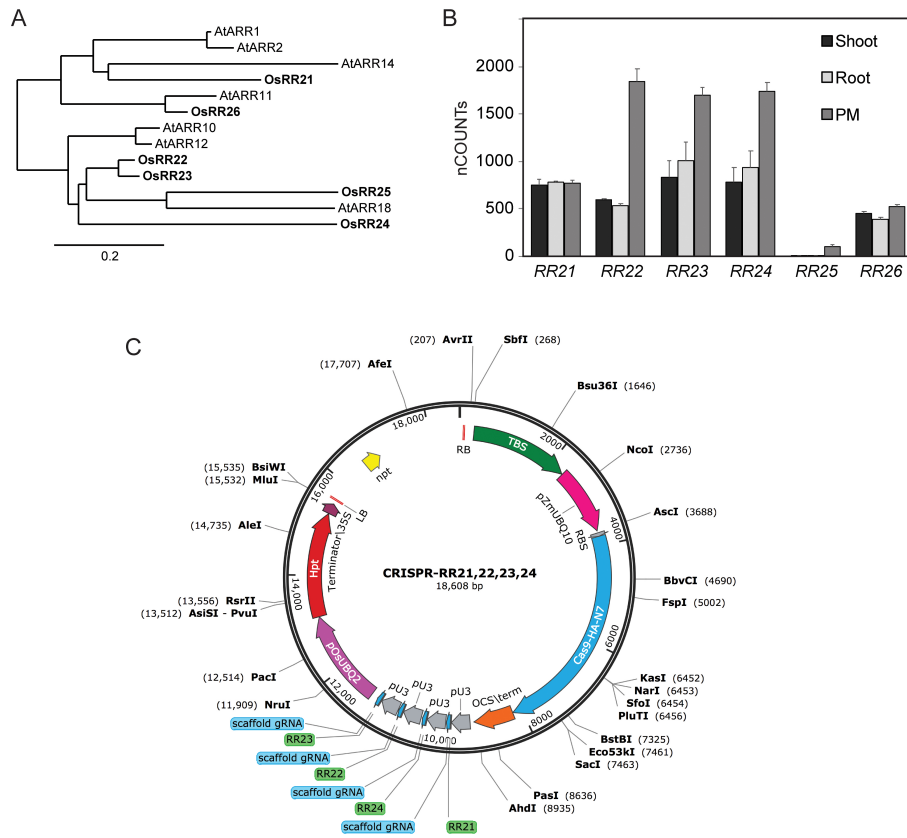 A
AtARR1
AtARR2
AtARR14
OsRR21
AtARR11
OsRR26
AtARR10
AtARR12
OsRR22
OsRR23
OsRR25
AtARR18
OsRR24
0.2
B
nCOUNTs
2000
1500
1000
500
0
Shoot
Root
PM
RR21 RR22 RR23 RR24 RR25 RR26
C
(207) AvrII
SbfI (268)
(17,707) AfeI
Bsu36I (1646)
NcoI (2736)
AscI (3688)
BbvCI (4690)
FspI (5002)
KasI (6452)
NarI (6453)
SfoI (6454)
PluTI (6456)
BstBI (7325)
Eco53kI (7461)
SacI (7463)
PasI (8636)
AhdI (8935)
(15,535) BsiWI
(15,532) MluI
(14,735) AleI
(13,556) RsrII
(13,512) AsiSI - PvuI
(12,514) PacI
(11,909) NruI
18,000
2000
4000
6000
8000
10,000
12,000
14,000
16,000
RB
TBS
pZmUBQ10
RBS
Cas9-HA-N7
OCS\term
pU3
pU3
pU3
pU3
pOsUBQ2
Hpt
Terminator\35S
LB
npt
CRISPR-RR21,22,23,24
18,608 bp
scaffold gRNA
RR23
scaffold gRNA
RR22
scaffold gRNA
RR24
scaffold gRNA
RR21